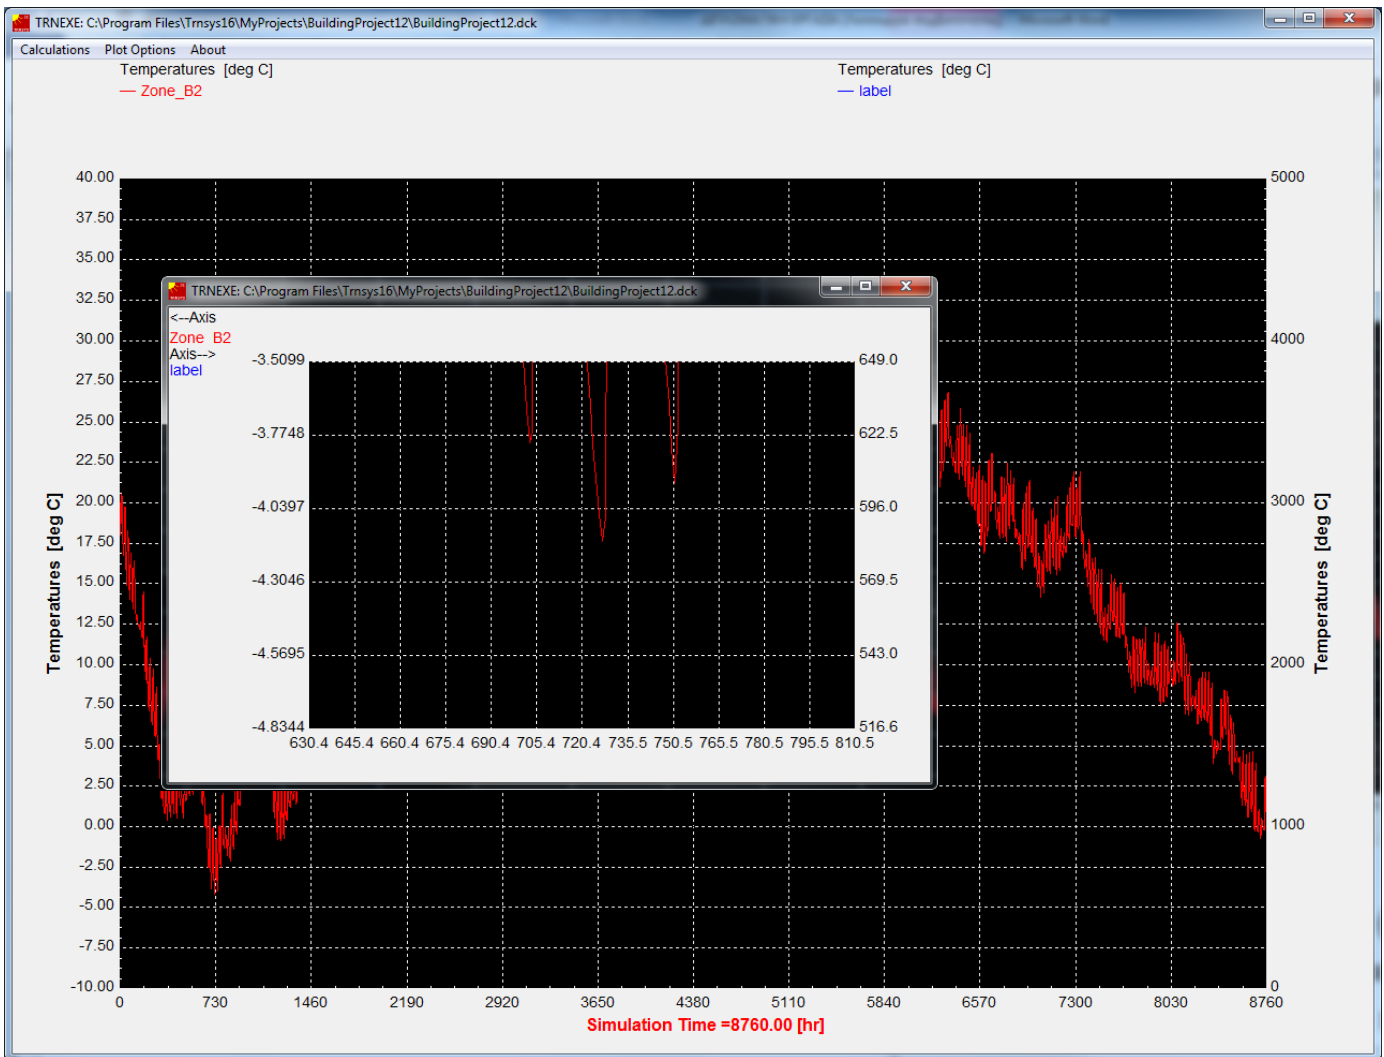 TRNEXE: C:\Program Files\Trnsys16\MyProjects\BuildingProject12\BuildingProject12.dck
Calculations Plot Options About
Temperatures [deg C]
Zone_B2
Temperatures [deg C]
label
40.00
37.50
35.00
32.50
30.00
27.50
25.00
22.50
20.00
17.50
15.00
12.50
10.00
7.50
5.00
2.50
0.00
-2.50
-5.00
-7.50
-10.00
Temperatures [deg C]
TRNEXE: C:\Program Files\Trnsys16\MyProjects\BuildingProject12\BuildingProject12.dck
<--Axis
Zone B2
Axis-->
label
-3.5099
-3.7748
-4.0397
-4.3046
-4.5695
-4.8344
649.0
622.5
596.0
569.5
543.0
516.6
630.4 645.4 660.4 675.4 690.4 705.4 720.4 735.5 750.5 765.5 780.5 795.5 810.5
5000
4000
3000
2000
1000
0
Temperatures [deg C]
0 730 1460 2190 2920 3650 4380 5110 5840 6570 7300 8030 8760
Simulation Time =8760.00 [hr]